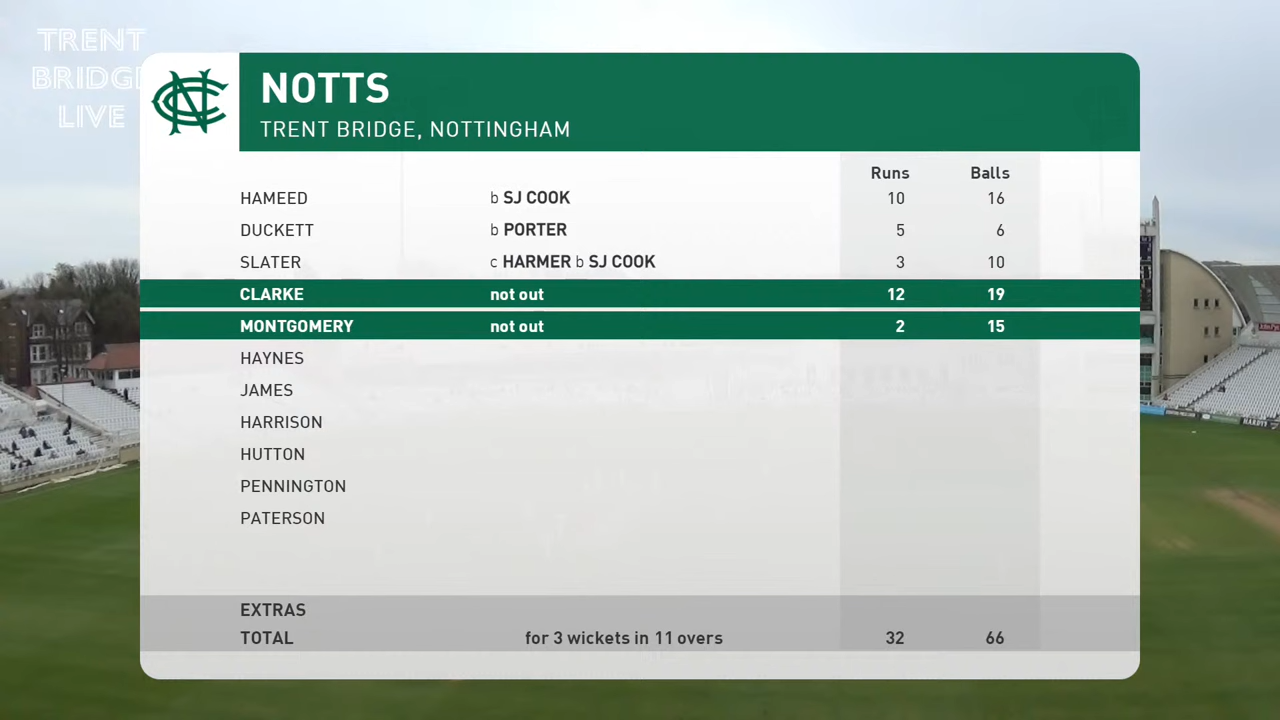 TRENT
BRIDGE
LIVE
NOTTS
TRENT BRIDGE, NOTTINGHAM
Runs Balls
HAMEED b SJ COOK 10 16
DUCKETT b PORTER 5 6
SLATER c HARMER b SJ COOK 3 10
CLARKE not out 12 19
MONTGOMERY not out 2 15
HAYNES
JAMES
HARRISON
HUTTON
PENNINGTON
PATERSON
EXTRAS
TOTAL for 3 wickets in 11 overs 32 66